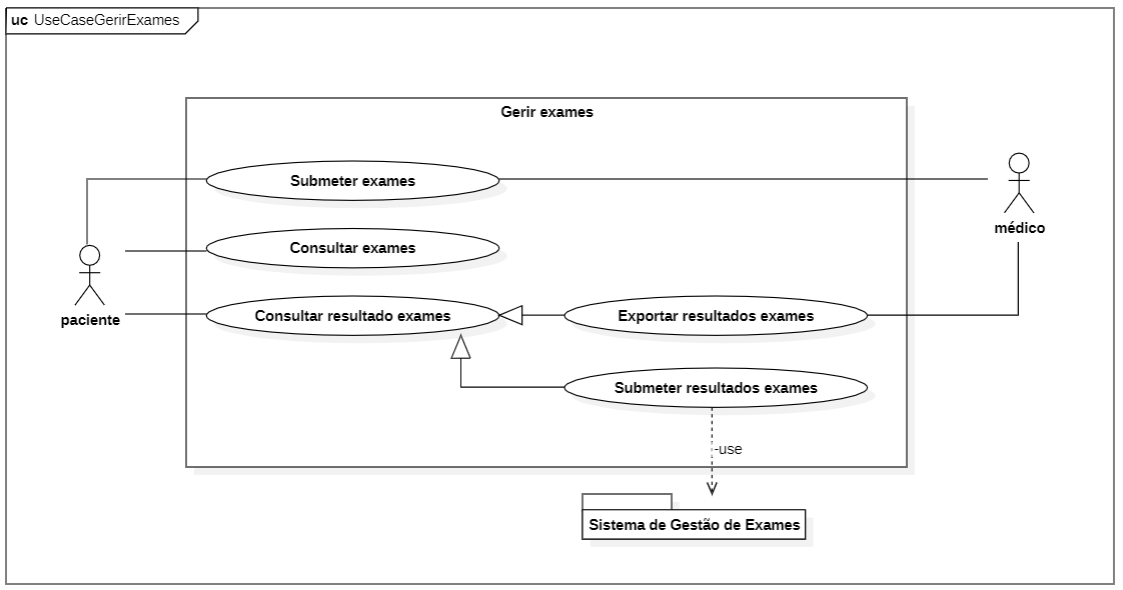 uc UseCaseGerirExames
Gerir exames
Submeter exames
médico
Consultar exames
paciente
Consultar resultado exames
Exportar resultados exames
Submeter resultados exames
-use
Sistema de Gestão de Exames